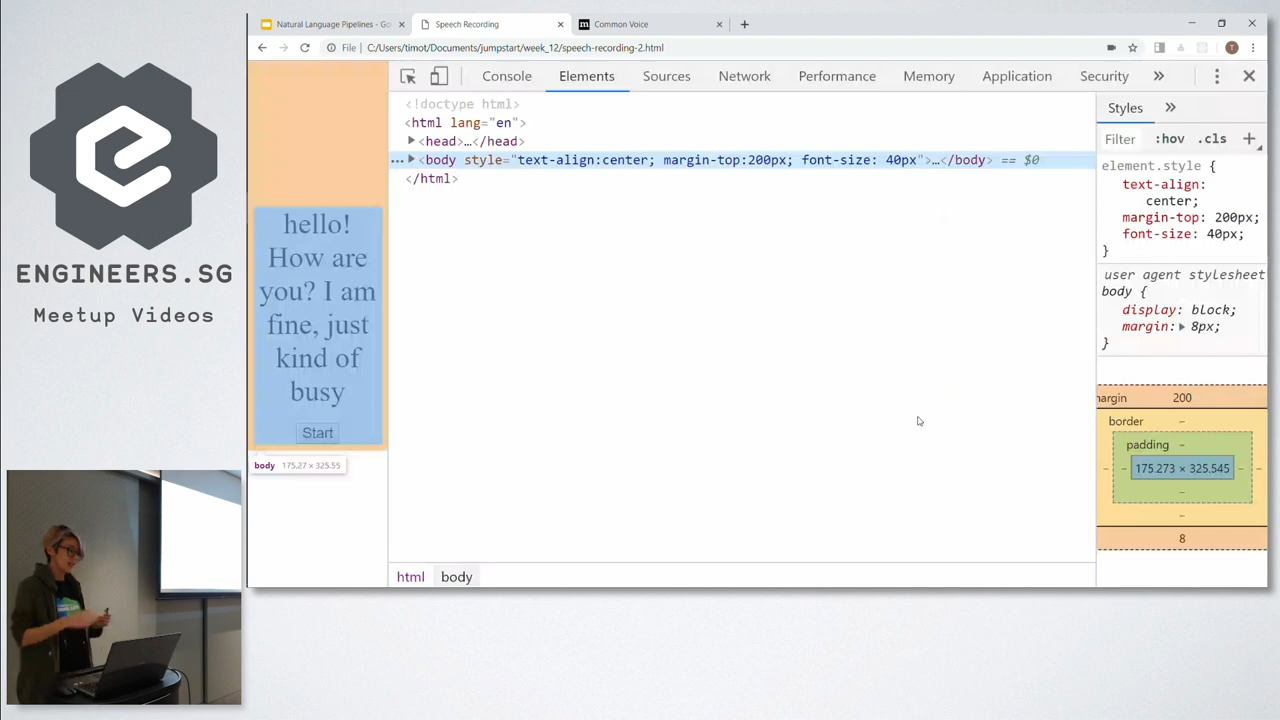 ENGINEERS.SG
Meetup Videos
Natural Language Pipelines - Go
Speech Recording
Common Voice
File | C:/Users/timot/Documents/jumpstart/week_12/speech-recording-2.html
T
Console Elements Sources Network Performance Memory Application Security
<!doctype html>
<html lang="en">
<head>…</head>
<body style="text-align:center; margin-top:200px; font-size: 40px">…</body> == $0
</html>
hello!
How are
you? I am
fine, just
kind of
busy
Start
body 175.27 × 325.55
html body
Styles
Filter :hov .cls +
element.style {
text-align:
center;
margin-top: 200px;
font-size: 40px;
}
user agent stylesheet
body {
display: block;
margin: 8px;
}
margin 200
border –
padding –
– – 175.273 × 325.545 – –
–
–
8